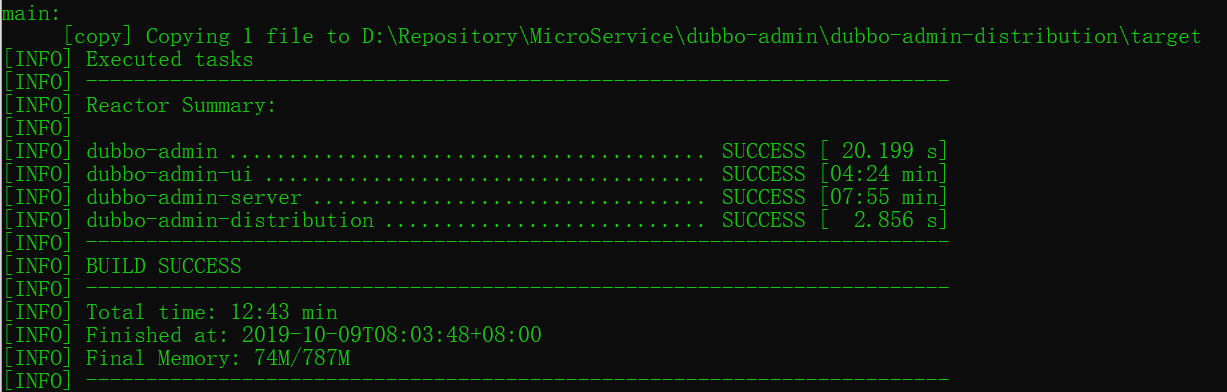 main:
     [copy] Copying 1 file to D:\Repository\MicroService\dubbo-admin\dubbo-admin-distribution\target
[INFO] Executed tasks
[INFO] ------------------------------------------------------------------------
[INFO] Reactor Summary:
[INFO]
[INFO] dubbo-admin ........................................ SUCCESS [ 20.199 s]
[INFO] dubbo-admin-ui ..................................... SUCCESS [04:24 min]
[INFO] dubbo-admin-server ................................. SUCCESS [07:55 min]
[INFO] dubbo-admin-distribution ........................... SUCCESS [  2.856 s]
[INFO] ------------------------------------------------------------------------
[INFO] BUILD SUCCESS
[INFO] ------------------------------------------------------------------------
[INFO] Total time: 12:43 min
[INFO] Finished at: 2019-10-09T08:03:48+08:00
[INFO] Final Memory: 74M/787M
[INFO] ------------------------------------------------------------------------